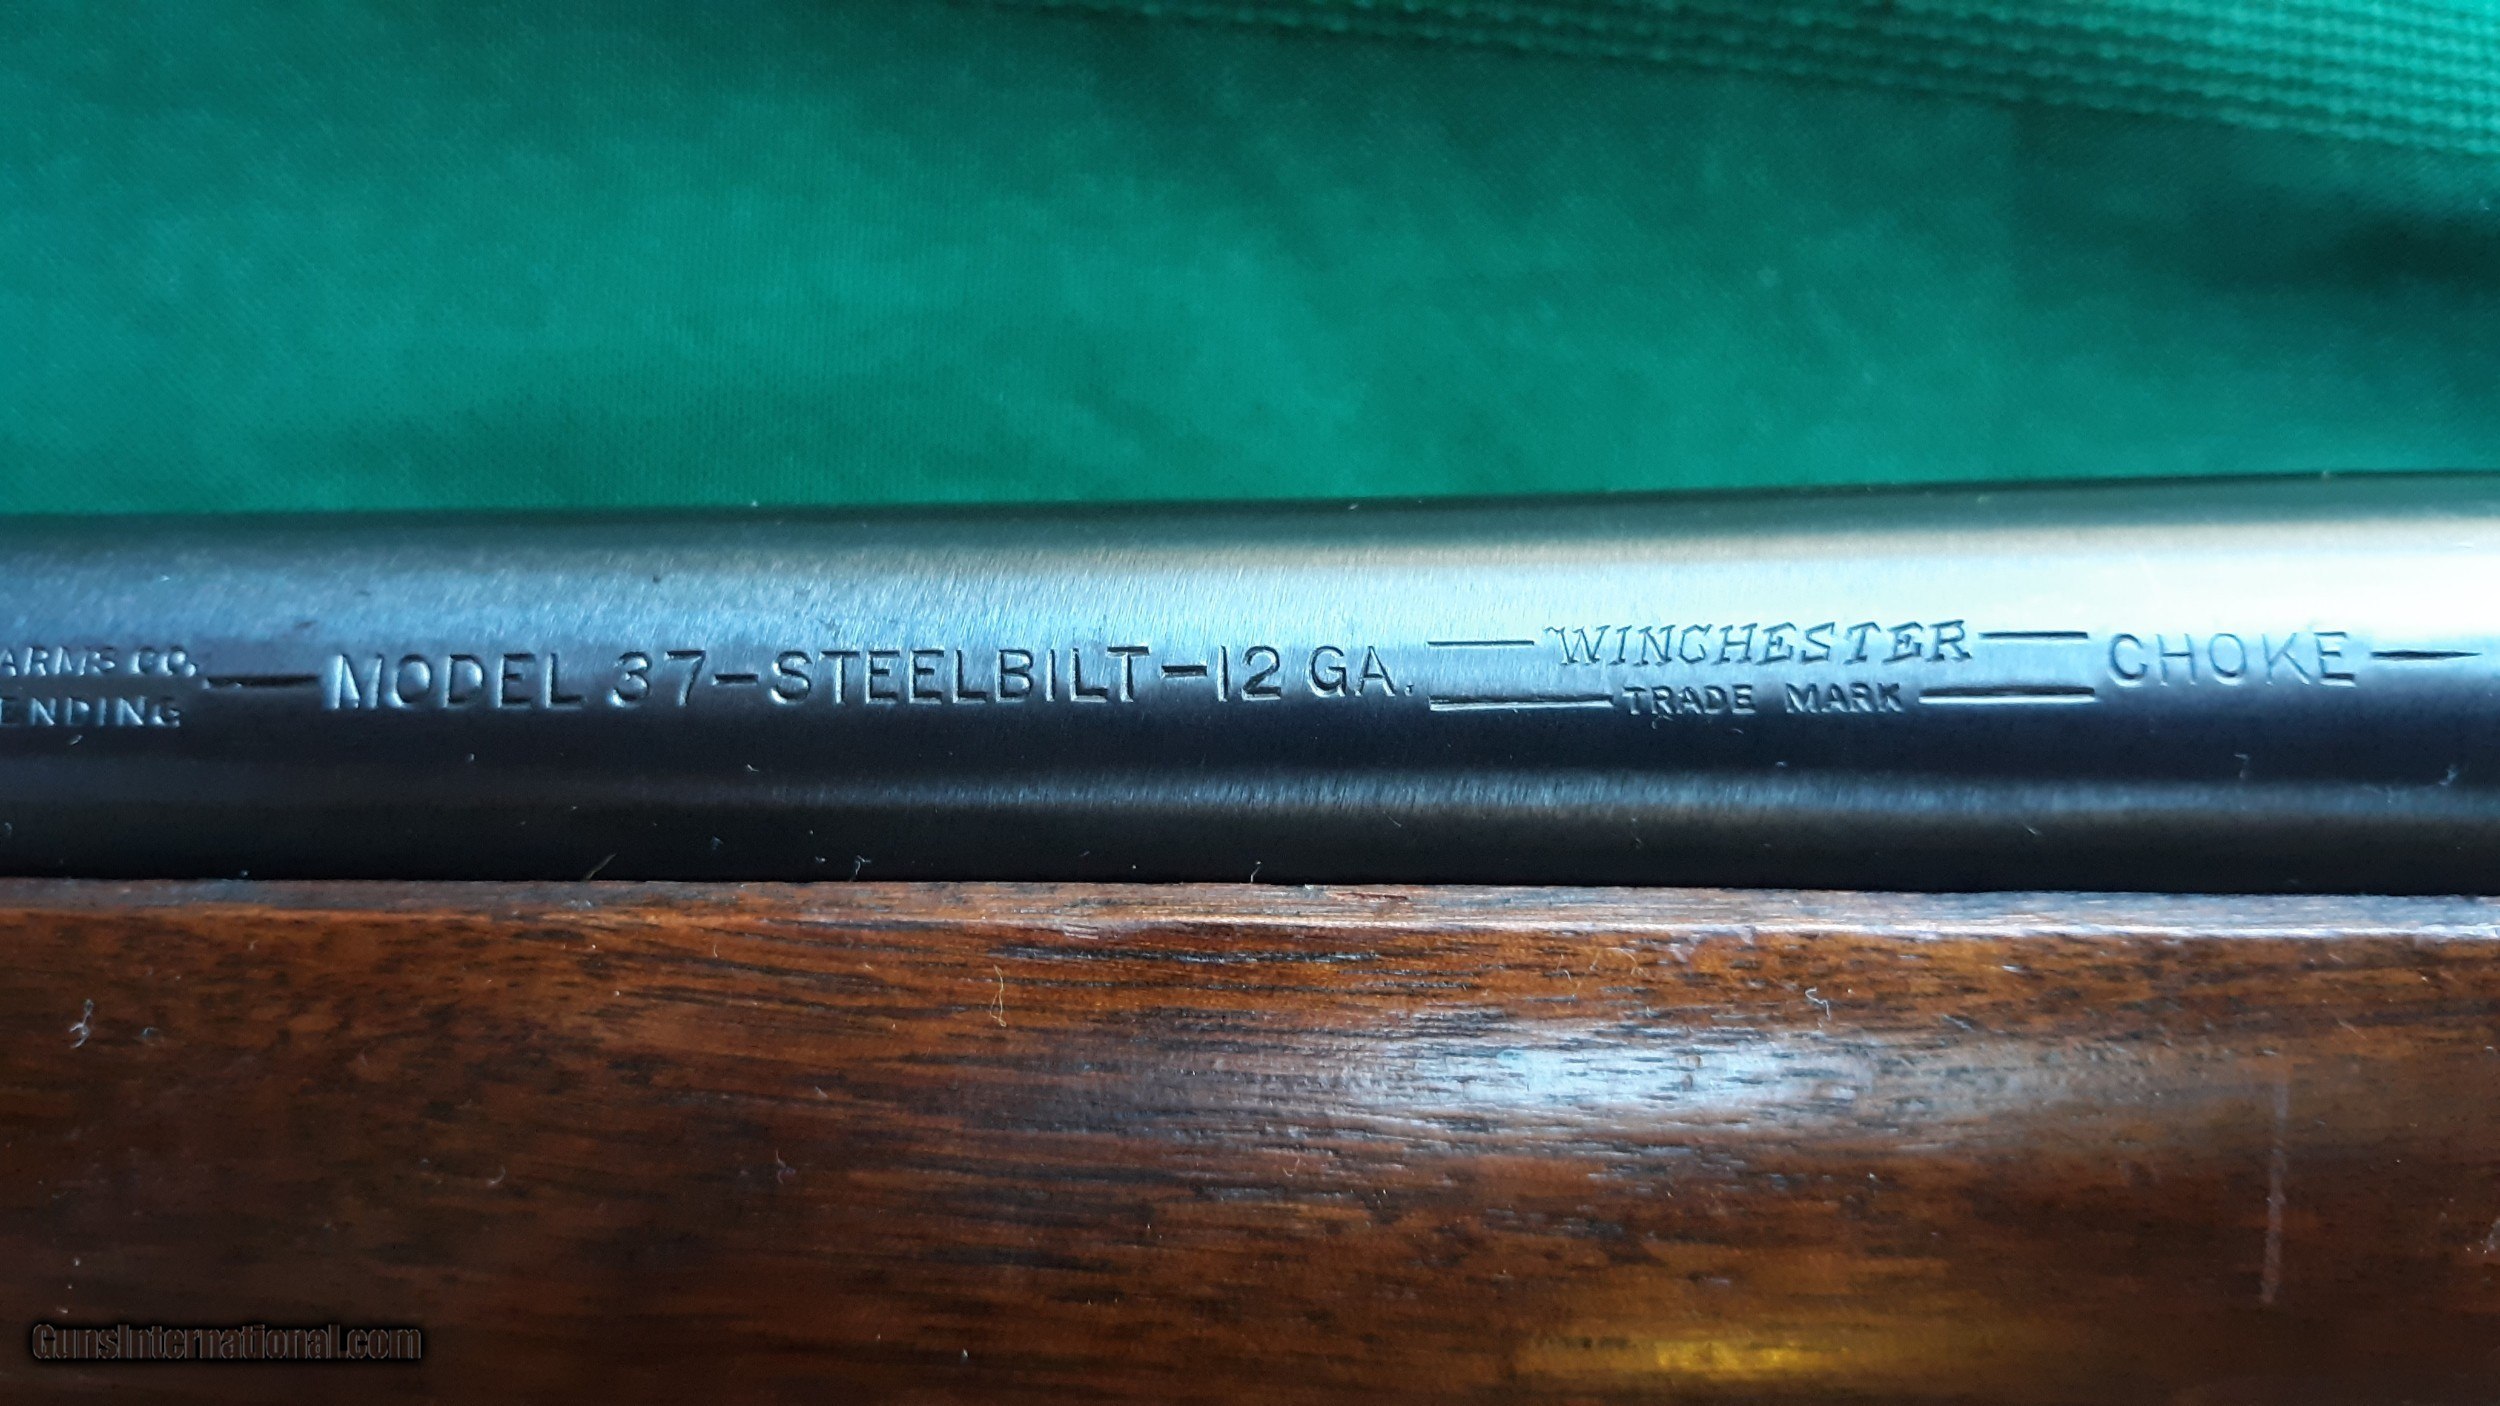 ARMS CO.
ENDING
— MODEL 37-STEELBILT-12 GA. WINCHESTER CHOKE —
TRADE MARK
GunsInternational.com